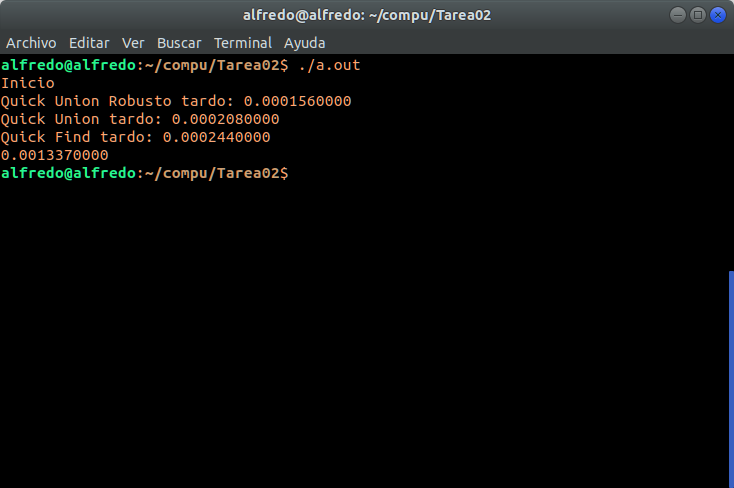 alfredo@alfredo: ~/compu/Tarea02
Archivo Editar Ver Buscar Terminal Ayuda
alfredo@alfredo:~/compu/Tarea02$ ./a.out
Inicio
Quick Union Robusto tardo: 0.0001560000
Quick Union tardo: 0.0002080000
Quick Find tardo: 0.0002440000
0.0013370000
alfredo@alfredo:~/compu/Tarea02$